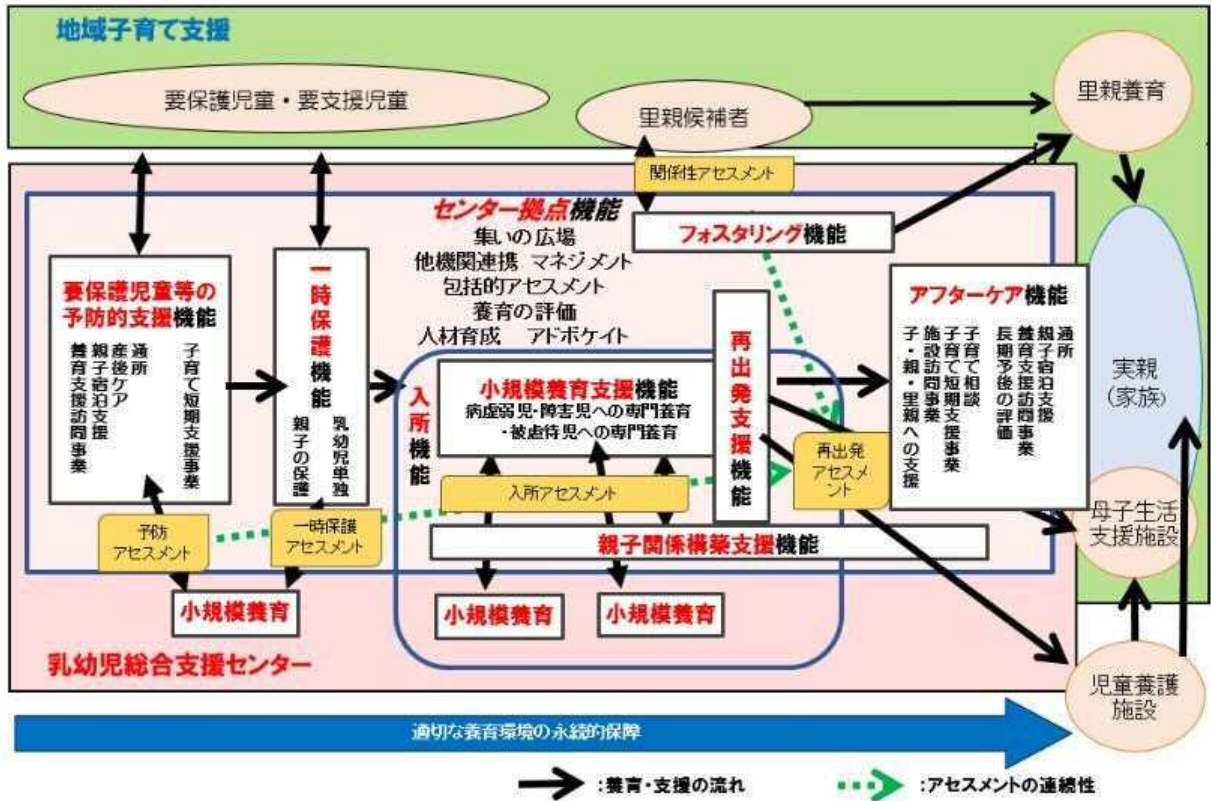 地域子育て支援
要保護児童・要支援児童
里親候補者
里親養育
関係性アセスメント
センター拠点機能
集いの広場
他機関連携 マネジメント
包括的アセスメント
養育の評価
人材育成 アドボケイト
フォスタリング機能
要保護児童等の
予防的支援機能
子育て短期支援事業
通所
産後ケア
親子宿泊支援
養育支援訪問事業
一時保護機能
乳幼児単独
親子の保護
入所機能
小規模養育支援機能
病虚弱児・障害児への専門養育
・被虐待児への専門養育
再出発支援機能
アフターケア機能
通所
親子宿泊支援
養育支援訪問事業
長期予後の評価
子育て相談
子育て短期支援事業
施設訪問事業
子・親・里親への支援
実親
(家族)
予防
アセスメント
一時保護
アセスメント
入所アセスメント
再出発
アセスメ
ント
親子関係構築支援機能
母子生活
支援施設
小規模養育
小規模養育
小規模養育
乳幼児総合支援センター
児童養護
施設
適切な養育環境の永続的保障
:養育・支援の流れ
:アセスメントの連続性